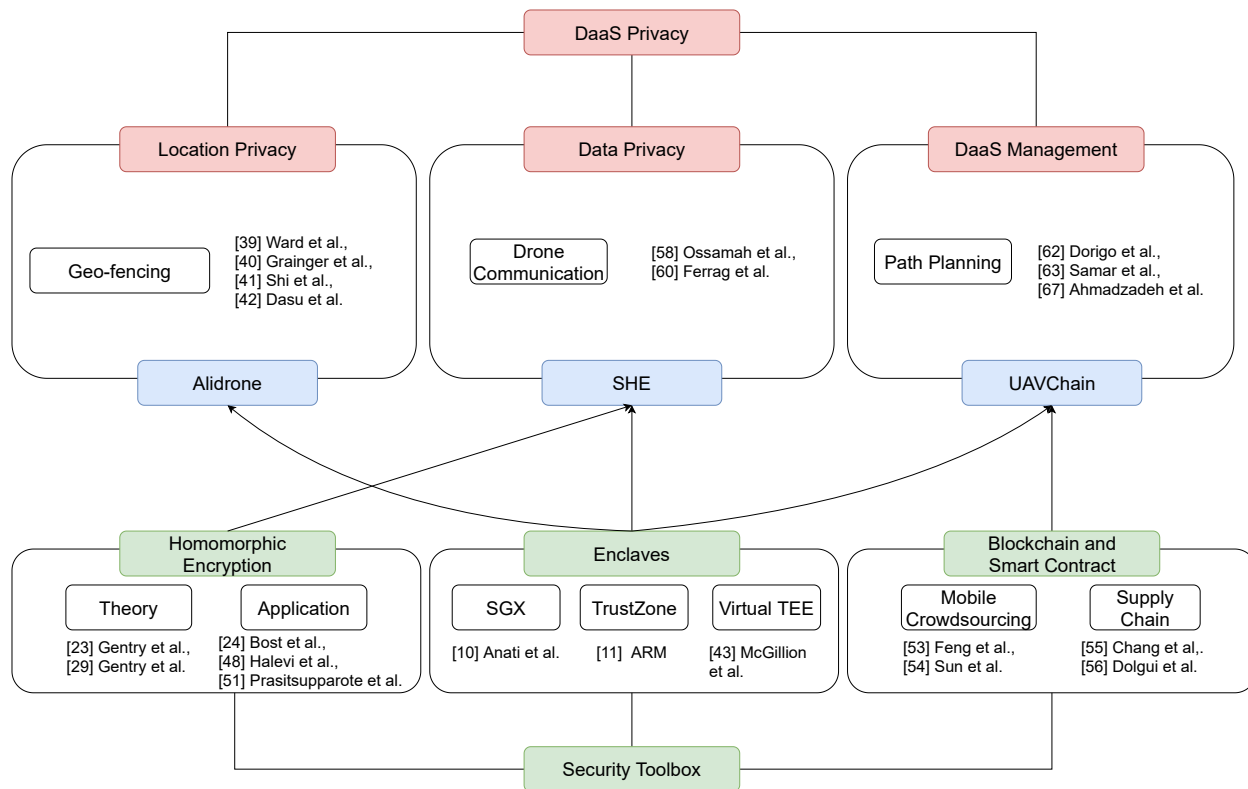 DaaS Privacy
Location Privacy
Data Privacy
DaaS Management
Geo-fencing
[39] Ward et al.,
[40] Grainger et al.,
[41] Shi et al.,
[42] Dasu et al.
Drone
Communication
[58] Ossamah et al.,
[60] Ferrag et al.
Path Planning
[62] Dorigo et al.,
[63] Samar et al.,
[67] Ahmadzadeh et al.
Alidrone
SHE
UAVChain
Homomorphic
Encryption
Enclaves
Blockchain and
Smart Contract
Theory
[23] Gentry et al.,
[29] Gentry et al.
Application
[24] Bost et al.,
[48] Halevi et al.,
[51] Prasitsupparote et al.
SGX
[10] Anati et al.
TrustZone
[11] ARM
Virtual TEE
[43] McGillion
et al.
Mobile
Crowdsourcing
[53] Feng et al.,
[54] Sun et al.
Supply
Chain
[55] Chang et al,.
[56] Dolgui et al.
Security Toolbox